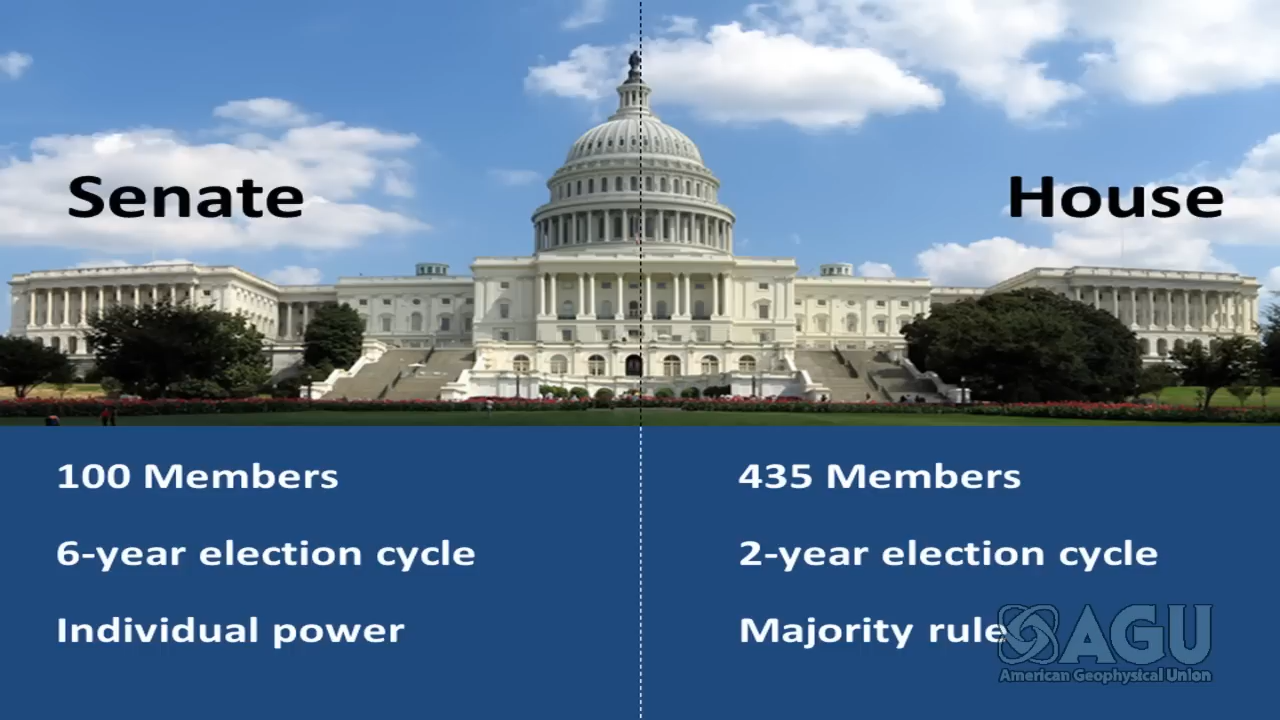 Senate
House
100 Members
6-year election cycle
Individual power
435 Members
2-year election cycle
Majority rule
AGU
American Geophysical Union